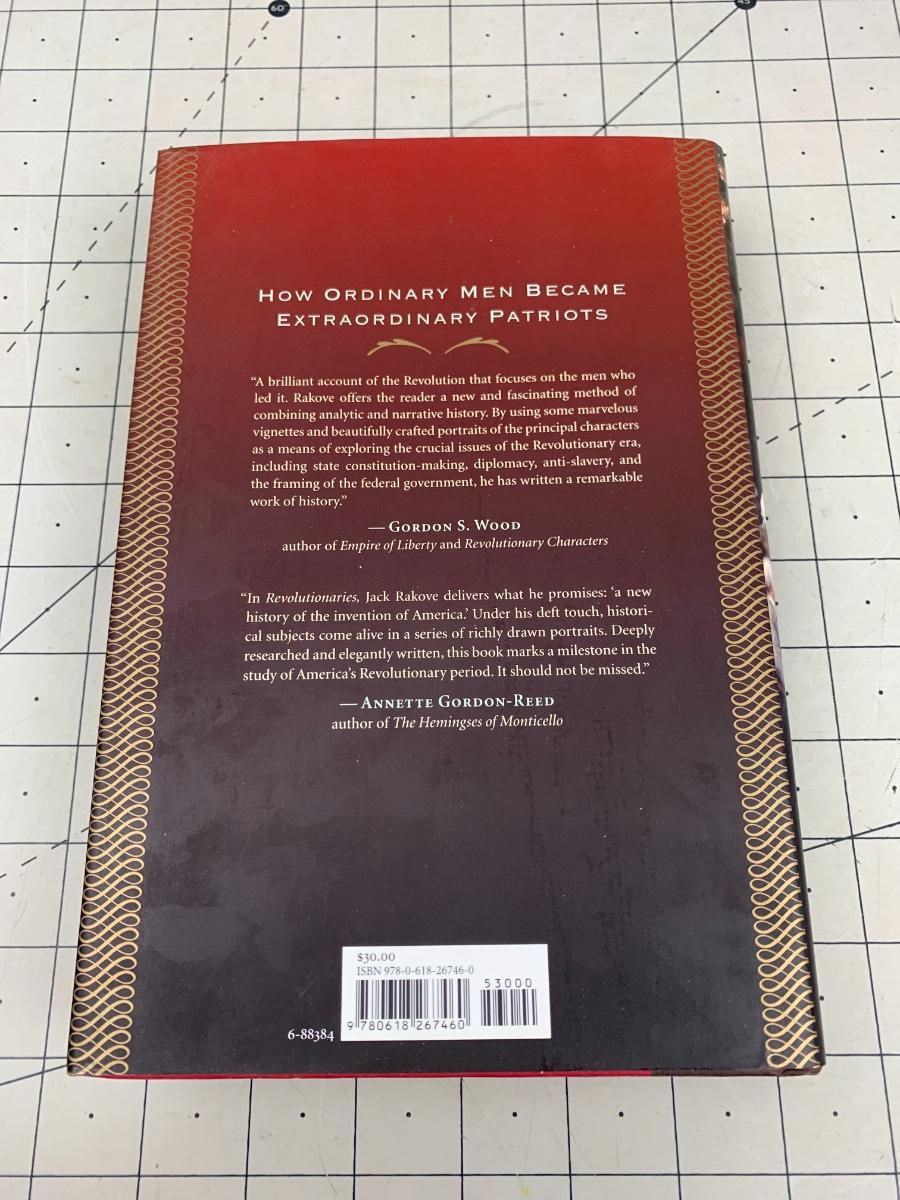 60°
45°
HOW ORDINARY MEN BECAME
EXTRAORDINARY PATRIOTS
“A brilliant account of the Revolution that focuses on the men who
led it. Rakove offers the reader a new and fascinating method of
combining analytic and narrative history. By using some marvelous
vignettes and beautifully crafted portraits of the principal characters
as a means of exploring the crucial issues of the Revolutionary era,
including state constitution-making, diplomacy, anti-slavery, and
the framing of the federal government, he has written a remarkable
work of history.”
— GORDON S. WOOD
author of Empire of Liberty and Revolutionary Characters
“In Revolutionaries, Jack Rakove delivers what he promises: ‘a new
history of the invention of America.’ Under his deft touch, histori-
cal subjects come alive in a series of richly drawn portraits. Deeply
researched and elegantly written, this book marks a milestone in the
study of America’s Revolutionary period. It should not be missed.”
— ANNETTE GORDON-REED
author of The Hemingses of Monticello
$30.00
ISBN 978-0-618-26746-0
53000
9 780618 267460
6-88384